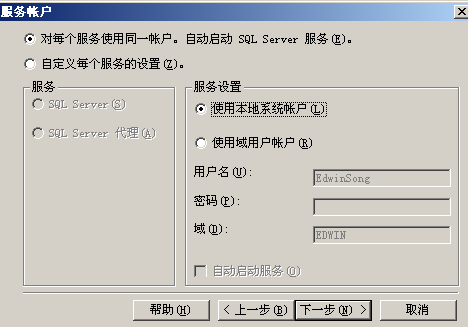 服务帐户
对每个服务使用同一帐户。自动启动 SQL Server 服务(E)。
自定义每个服务的设置(Z)。
服务
SQL Server(S)
SQL Server 代理(A)
服务设置
使用本地系统帐户(L)
使用域用户帐户(R)
用户名(U):
EdwinSong
密码(P):
域(D):
EDWIN
自动启动服务(O)
帮助(H)
< 上一步(B)
下一步(N) >
取消